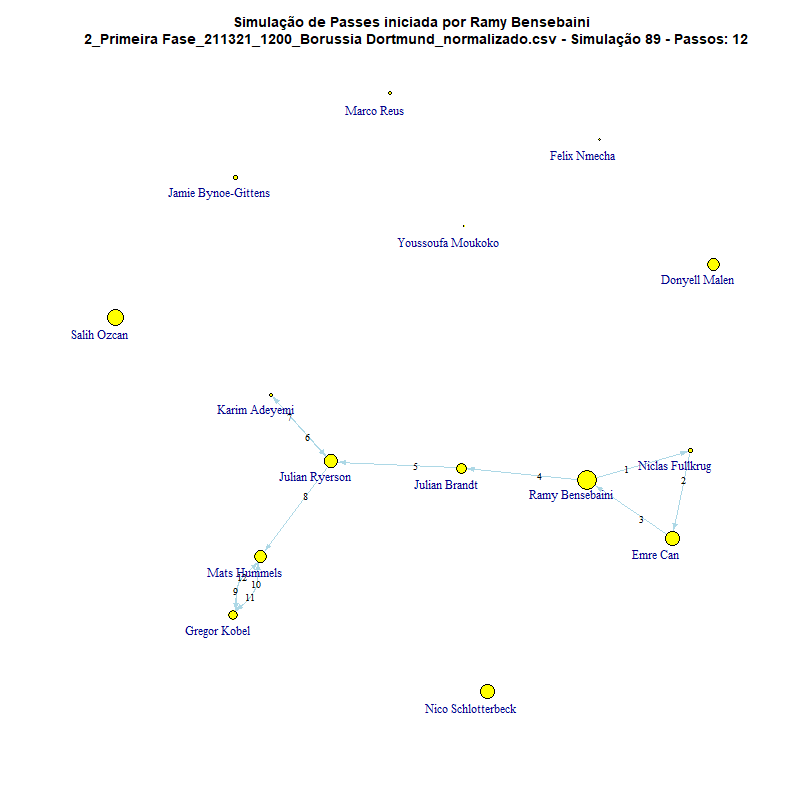 Simulação de Passes iniciada por Ramy Bensebaini
2_Primeira Fase_211321_1200_Borussia Dortmund_normalizado.csv - Simulação 89 - Passos: 12
Marco Reus
Felix Nmecha
Jamie Bynoe-Gittens
Youssoufa Moukoko
Donyell Malen
Salih Ozcan
Karim Adeyemi
7
6
5
Julian Ryerson
Julian Brandt
4
Ramy Bensebaini
1
Niclas Fullkrug
2
3
Emre Can
8
Mats Hummels
12
10
9
11
Gregor Kobel
Nico Schlotterbeck